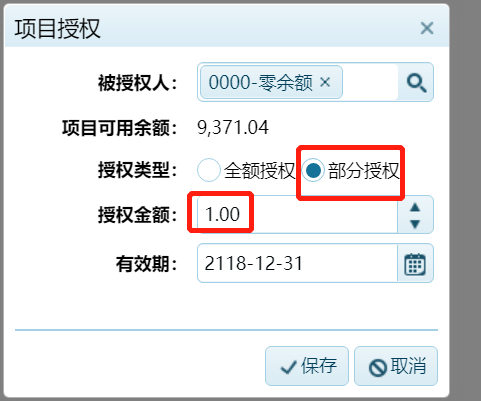 项目授权 ×
被授权人： 0000-零余额 ×
项目可用余额： 9,371.04
授权类型： 全额授权 部分授权
授权金额： 1.00
有效期： 2118-12-31
保存 取消